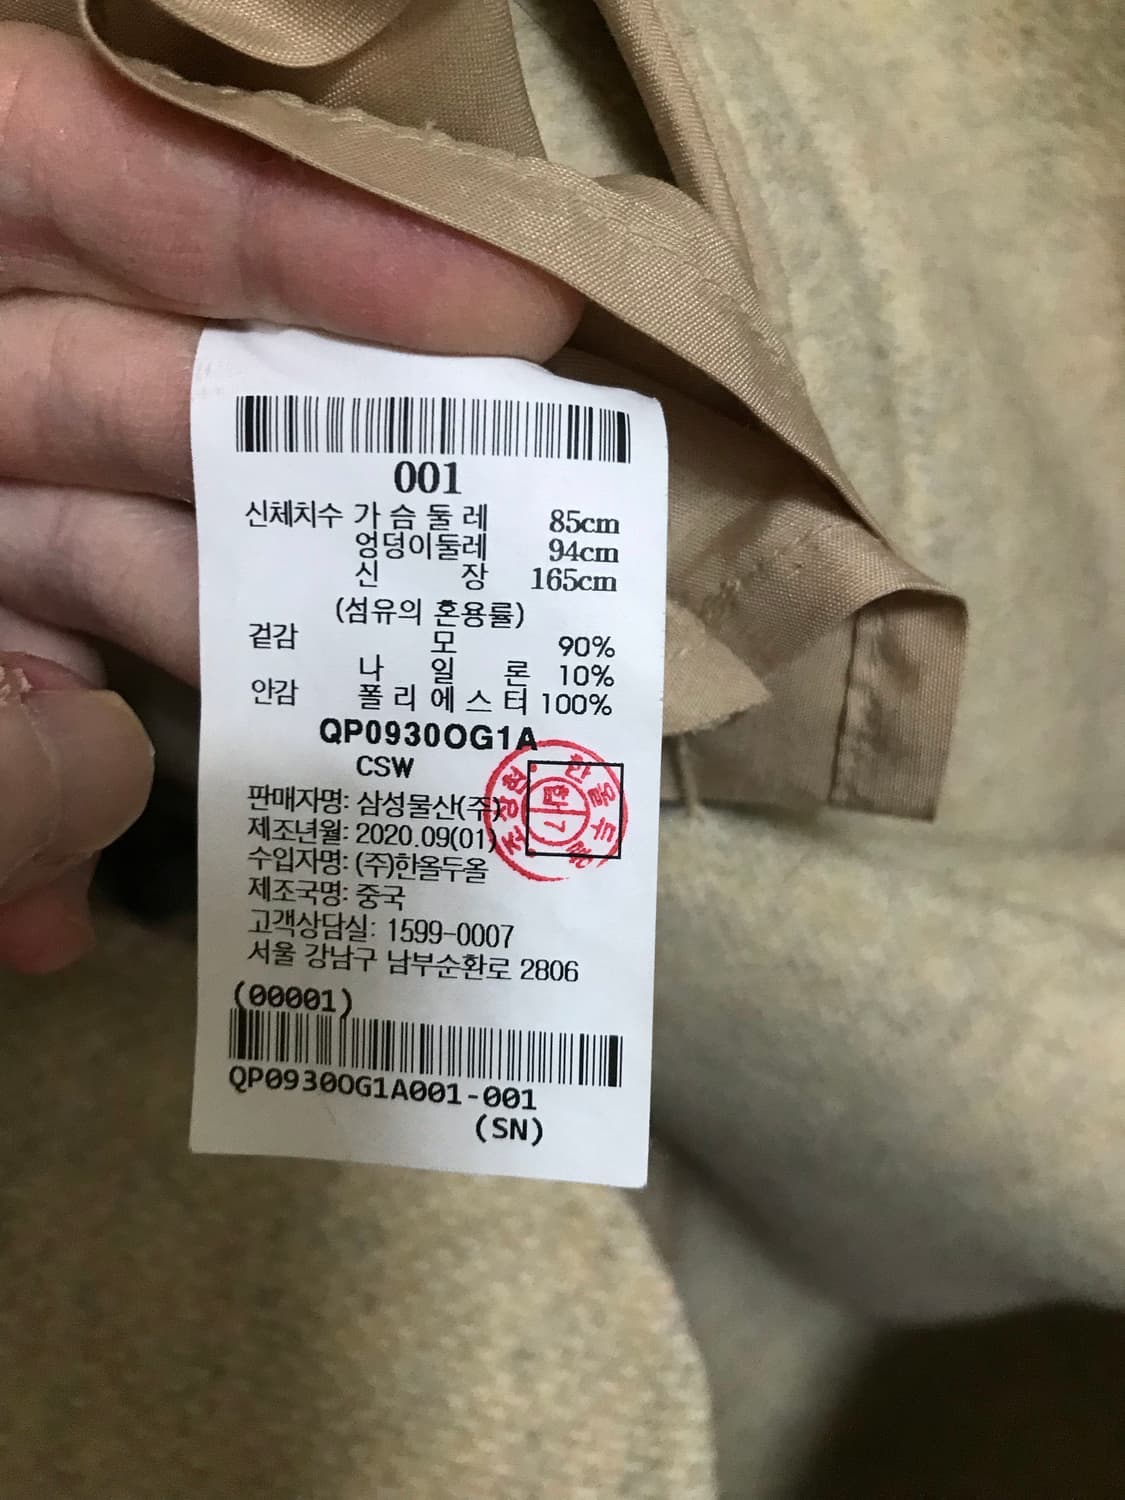 001
신체치수 가슴둘레 85cm
엉덩이둘레 94cm
신장 165cm
(섬유의 혼용률)
겉감 모 90%
나일론 10%
안감 폴리에스터 100%
QP0930OG1A
CSW
판매자명: 삼성물산(주)
제조년월: 2020.09(01)
수입자명: (주)한올두올
제조국명: 중국
고객상담실: 1599-0007
서울 강남구 남부순환로 2806
(00001)
QP0930OG1A001-001
(SN)